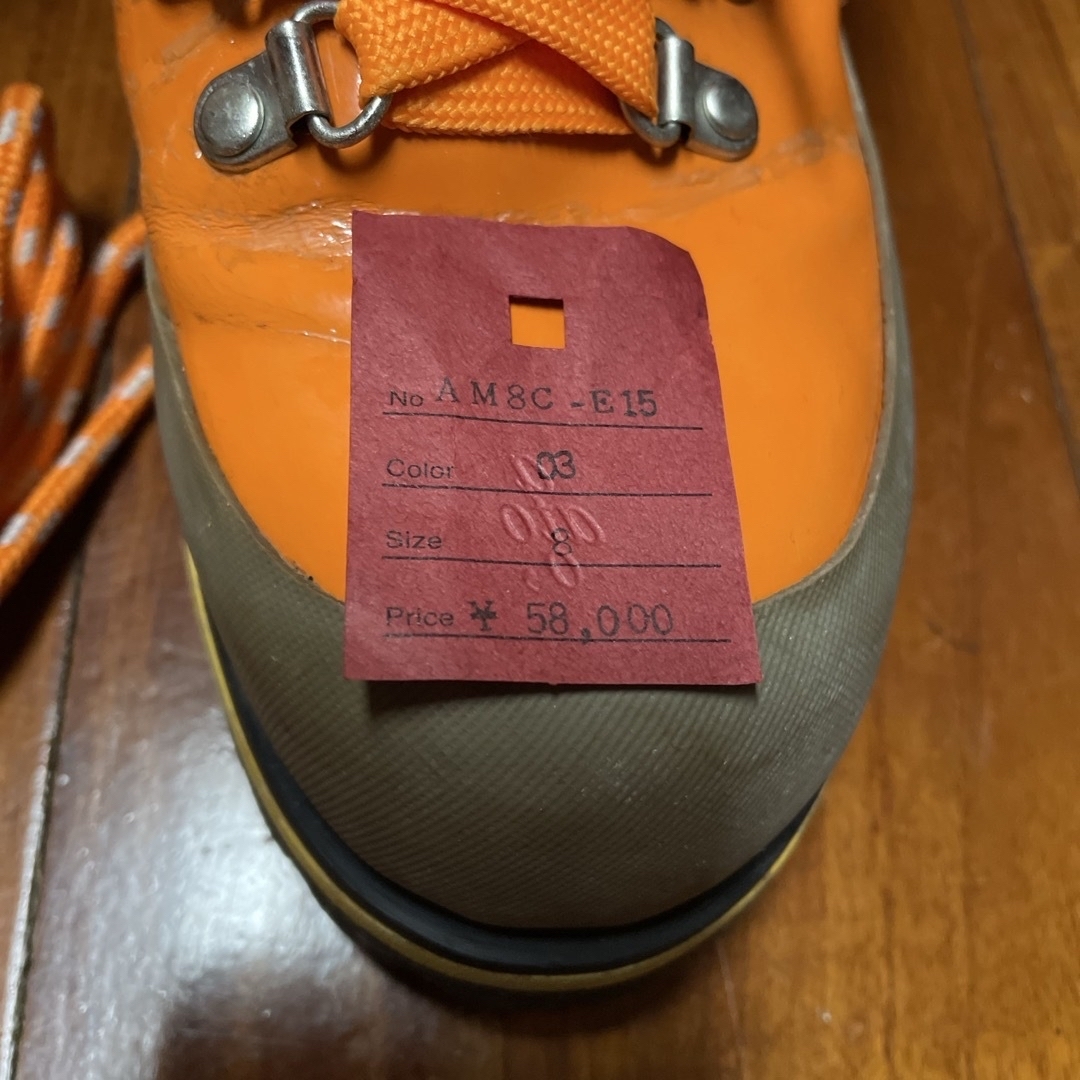 No AM8C-E15
Color 03
Size 8
Price ¥ 58,000